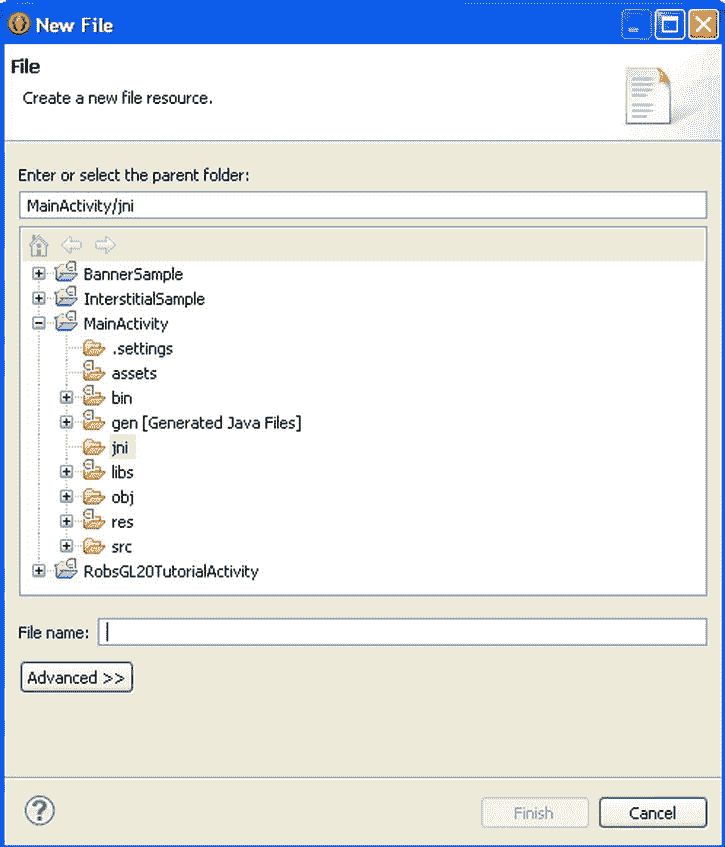 New File
File
Create a new file resource.
Enter or select the parent folder:
MainActivity/jni
BannerSample
InterstitialSample
MainActivity
.settings
assets
bin
gen [Generated Java Files]
jni
libs
obj
res
src
RobsGL20TutorialActivity
File name:
Advanced >>
?
Finish Cancel